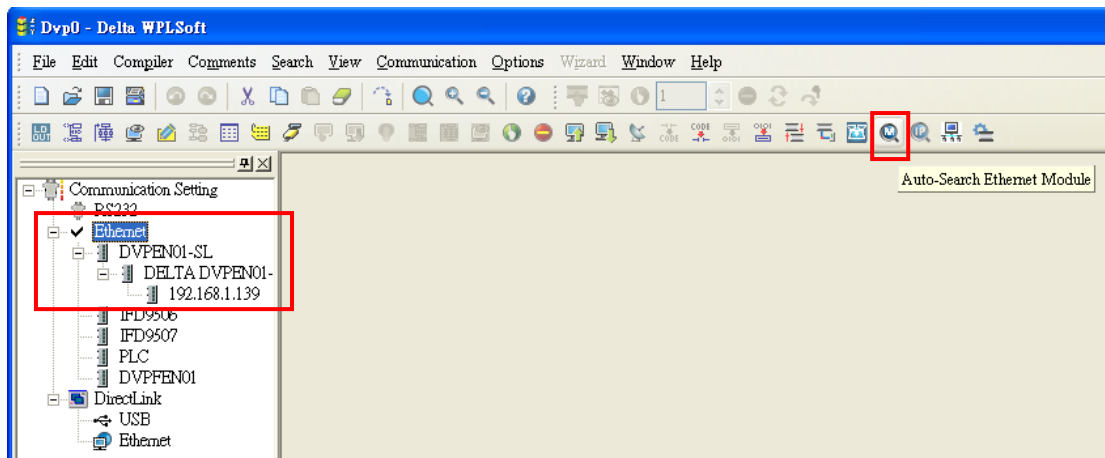 Dvp0 - Delta WPLSoft
File Edit Compiler Comments Search View Communication Options Wizard Window Help
1
Auto-Search Ethernet Module
Communication Setting
RS232
Ethernet
DVPEN01-SL
DELTA DVPEN01-
192.168.1.139
IFD9506
IFD9507
PLC
DVPFEN01
DirectLink
USB
Ethernet